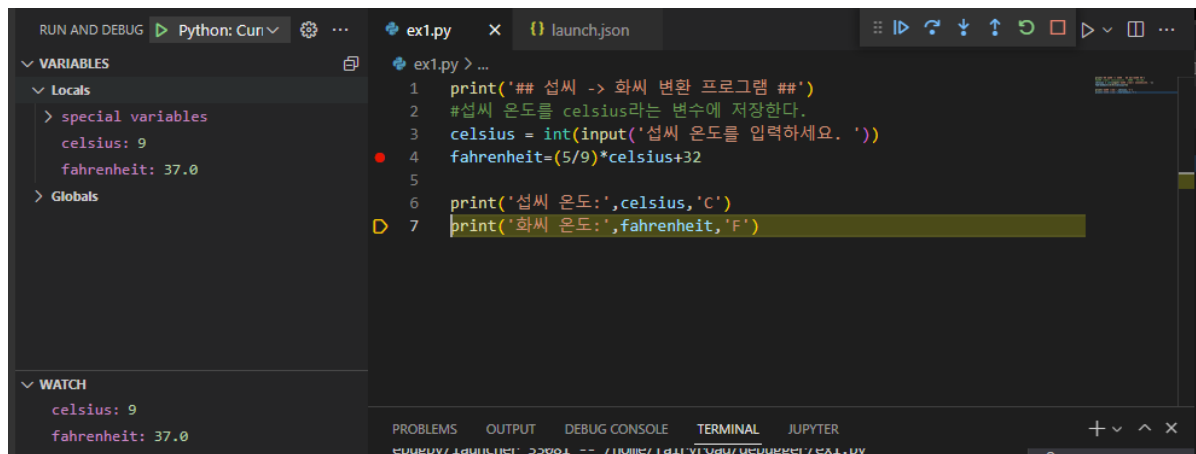 RUN AND DEBUG Python: Curr
VARIABLES
Locals
special variables
celsius: 9
fahrenheit: 37.0
Globals
WATCH
celsius: 9
fahrenheit: 37.0
ex1.py
{} launch.json
ex1.py > ...
1 print('## 섭씨 -> 화씨 변환 프로그램 ##')
2 #섭씨 온도를 celsius라는 변수에 저장한다.
3 celsius = int(input('섭씨 온도를 입력하세요. '))
4 fahrenheit=(5/9)*celsius+32
5
6 print('섭씨 온도:',celsius,'C')
7 print('화씨 온도:',fahrenheit,'F')
PROBLEMS OUTPUT DEBUG CONSOLE TERMINAL JUPYTER